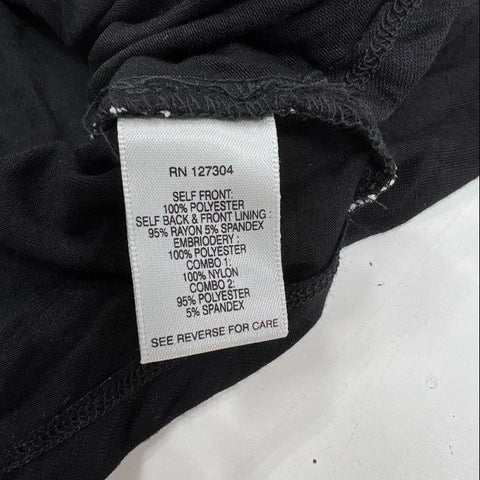 RN 127304
SELF FRONT:
100% POLYESTER
SELF BACK & FRONT LINING :
95% RAYON 5% SPANDEX
EMBRIODERY :
100% POLYESTER
COMBO 1:
100% NYLON
COMBO 2:
95% POLYESTER
5% SPANDEX
SEE REVERSE FOR CARE